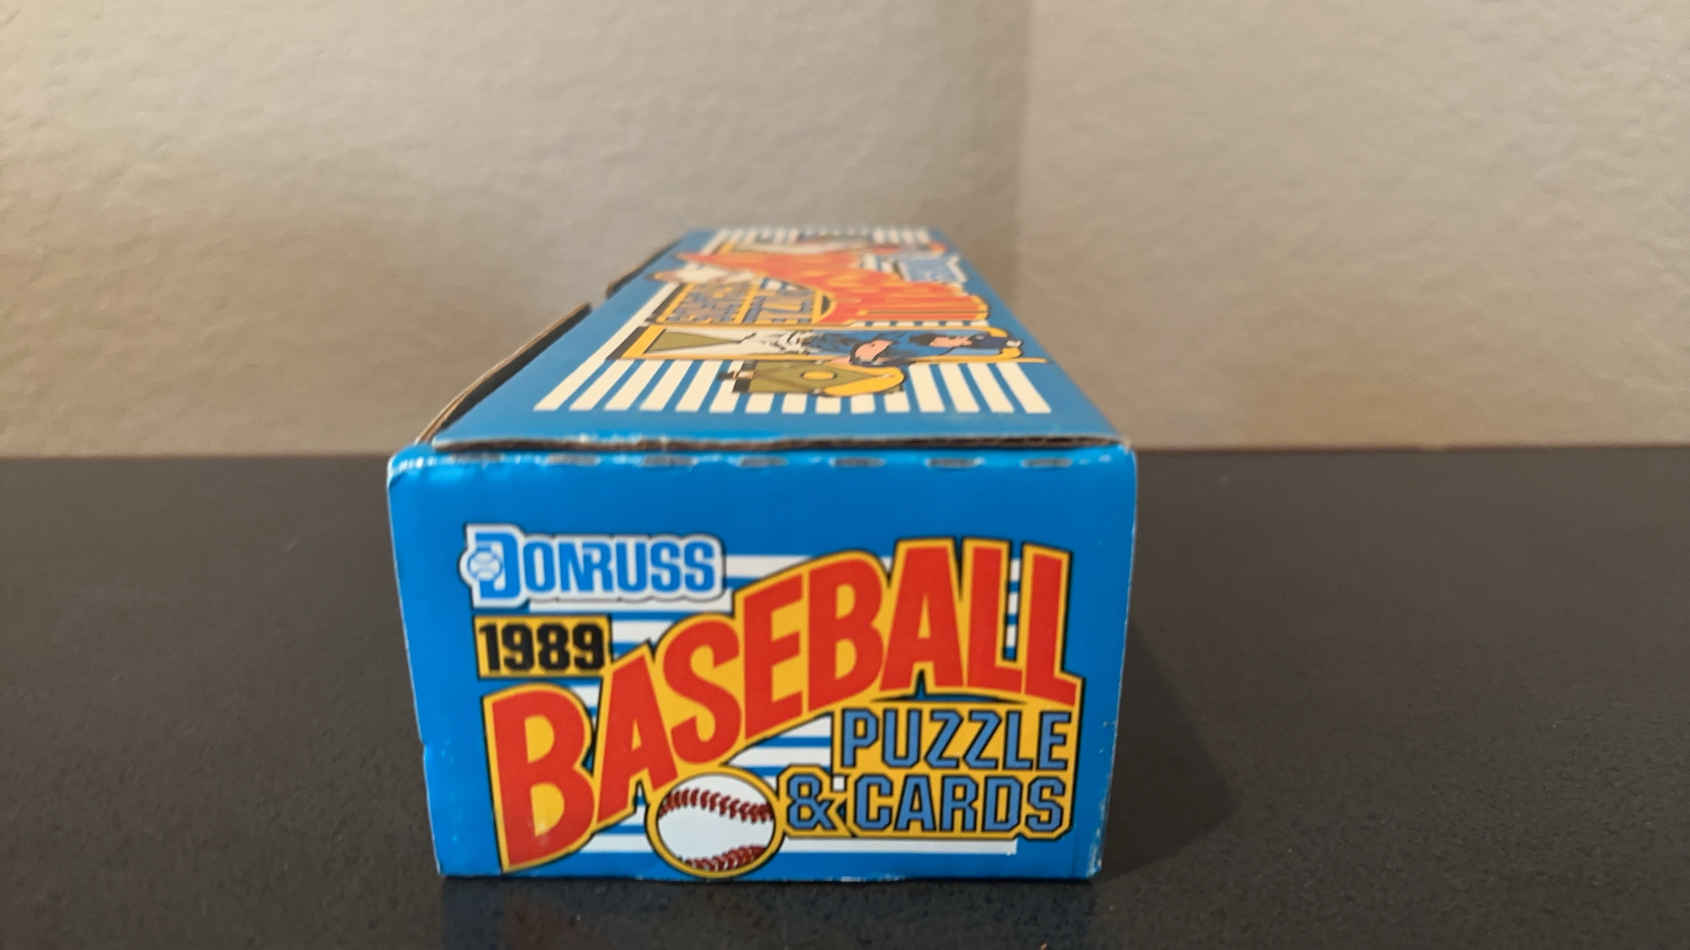 DONRUSS
1989
BASEBALL
PUZZLE
& CARDS